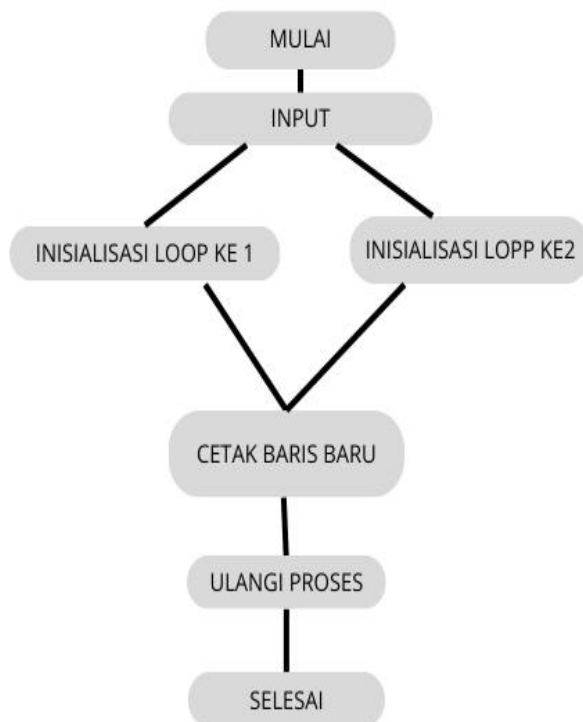 MULAI
INPUT
INISIALISASI LOOP KE 1
INISIALISASI LOPP KE2
CETAK BARIS BARU
ULANGI PROSES
SELESAI